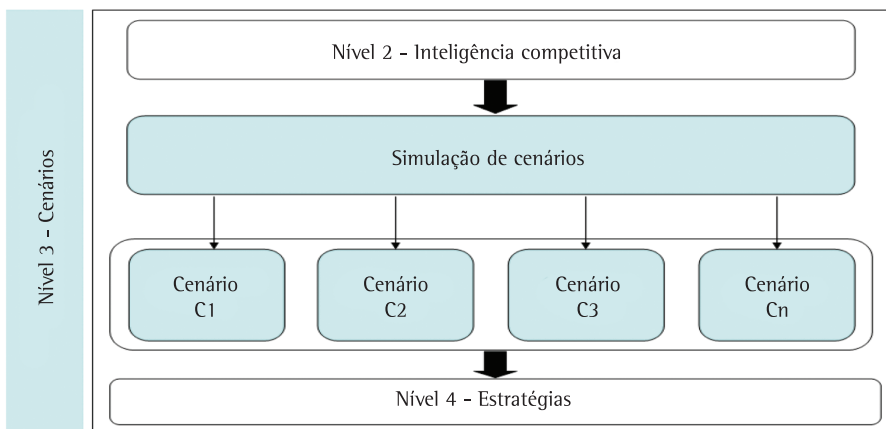 Nível 3 - Cenários
Nível 2 - Inteligência competitiva
Simulação de cenários
Cenário
C1
Cenário
C2
Cenário
C3
Cenário
Cn
Nível 4 - Estratégias